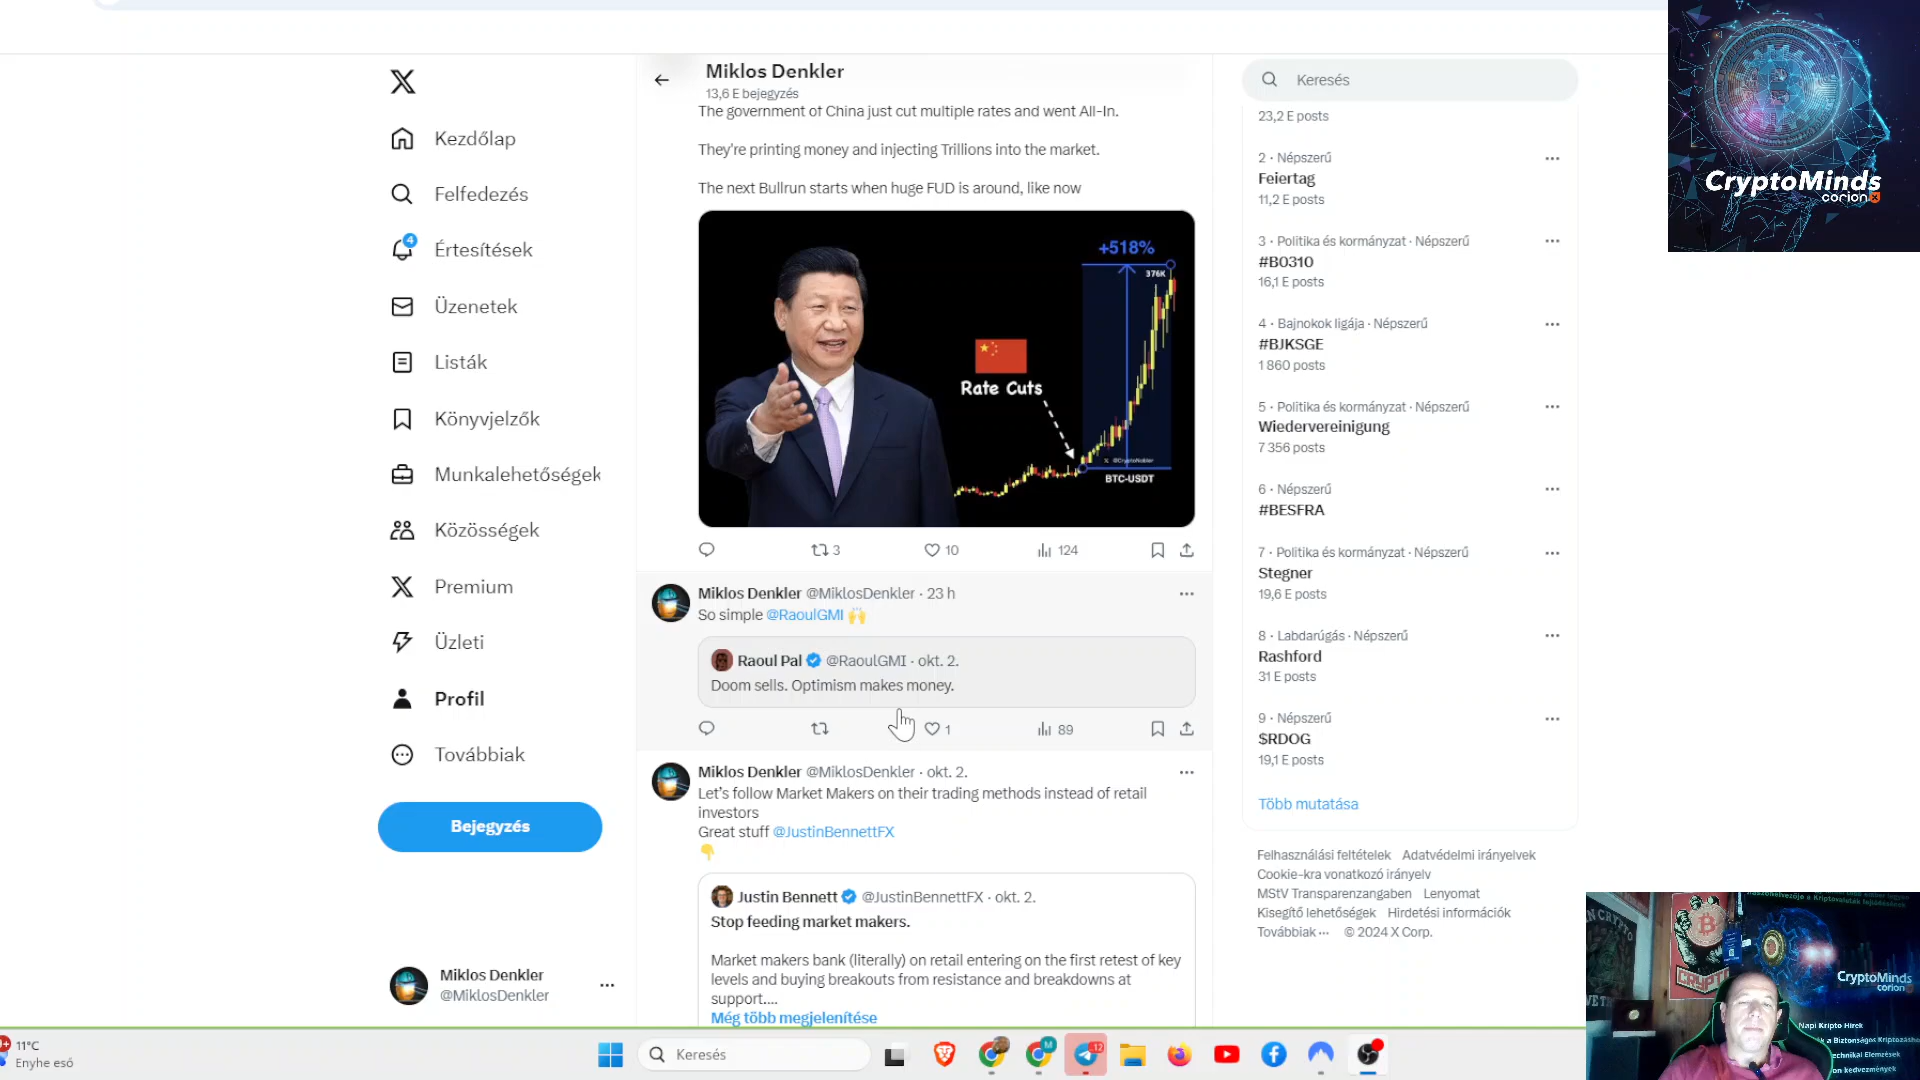 Miklos Denkler
13,6 E bejegyzés
The government of China just cut multiple rates and went All-In.
They're printing money and injecting Trillions into the market.
The next Bullrun starts when huge FUD is around, like now
+518%
376K
Rate Cuts
X @CryptoNobler
BTC-USDT
3
10
124
Miklos Denkler @MiklosDenkler · 23 h
So simple @RaoulGMI 🙌
Raoul Pal @RaoulGMI · okt. 2.
Doom sells. Optimism makes money.
1
89
Miklos Denkler @MiklosDenkler · okt. 2.
Let's follow Market Makers on their trading methods instead of retail
investors
Great stuff @JustinBennettFX
👇
Justin Bennett @JustinBennettFX · okt. 2.
Stop feeding market makers.
Market makers bank (literally) on retail entering on the first retest of key
levels and buying breakouts from resistance and breakdowns at
support....
Még több megjelenítése
Kezdőlap
Felfedezés
4
Értesítések
Üzenetek
Listák
Könyvjelzők
Munkalehetőségek
Közösségek
Premium
Üzleti
Profil
Továbbiak
Bejegyzés
Miklos Denkler
@MiklosDenkler
Keresés
23,2 E posts
2 · Népszerű
Feiertag
11,2 E posts
3 · Politika és kormányzat · Népszerű
#B0310
16,1 E posts
4 · Bajnokok ligája · Népszerű
#BJKSGE
1 860 posts
5 · Politika és kormányzat · Népszerű
Wiedervereinigung
7 356 posts
6 · Népszerű
#BESFRA
7 · Politika és kormányzat · Népszerű
Stegner
19,6 E posts
8 · Labdarúgás · Népszerű
Rashford
31 E posts
9 · Népszerű
$RDOG
19,1 E posts
Több mutatása
Felhasználási feltételek Adatvédelmi irányelvek
Cookie-kra vonatkozó irányelv
MStV Transparenzangaben Lenyomat
Kisegítő lehetőségek Hirdetési információk
Továbbiak ··· © 2024 X Corp.
CryptoMinds
corion
CryptoMinds
corion
Napi Kripto Hírek
a Biztonságos Kriptozásho
echnikai Elemzések
on kedvezmények
11°C
Enyhe eső
Keresés
M
12